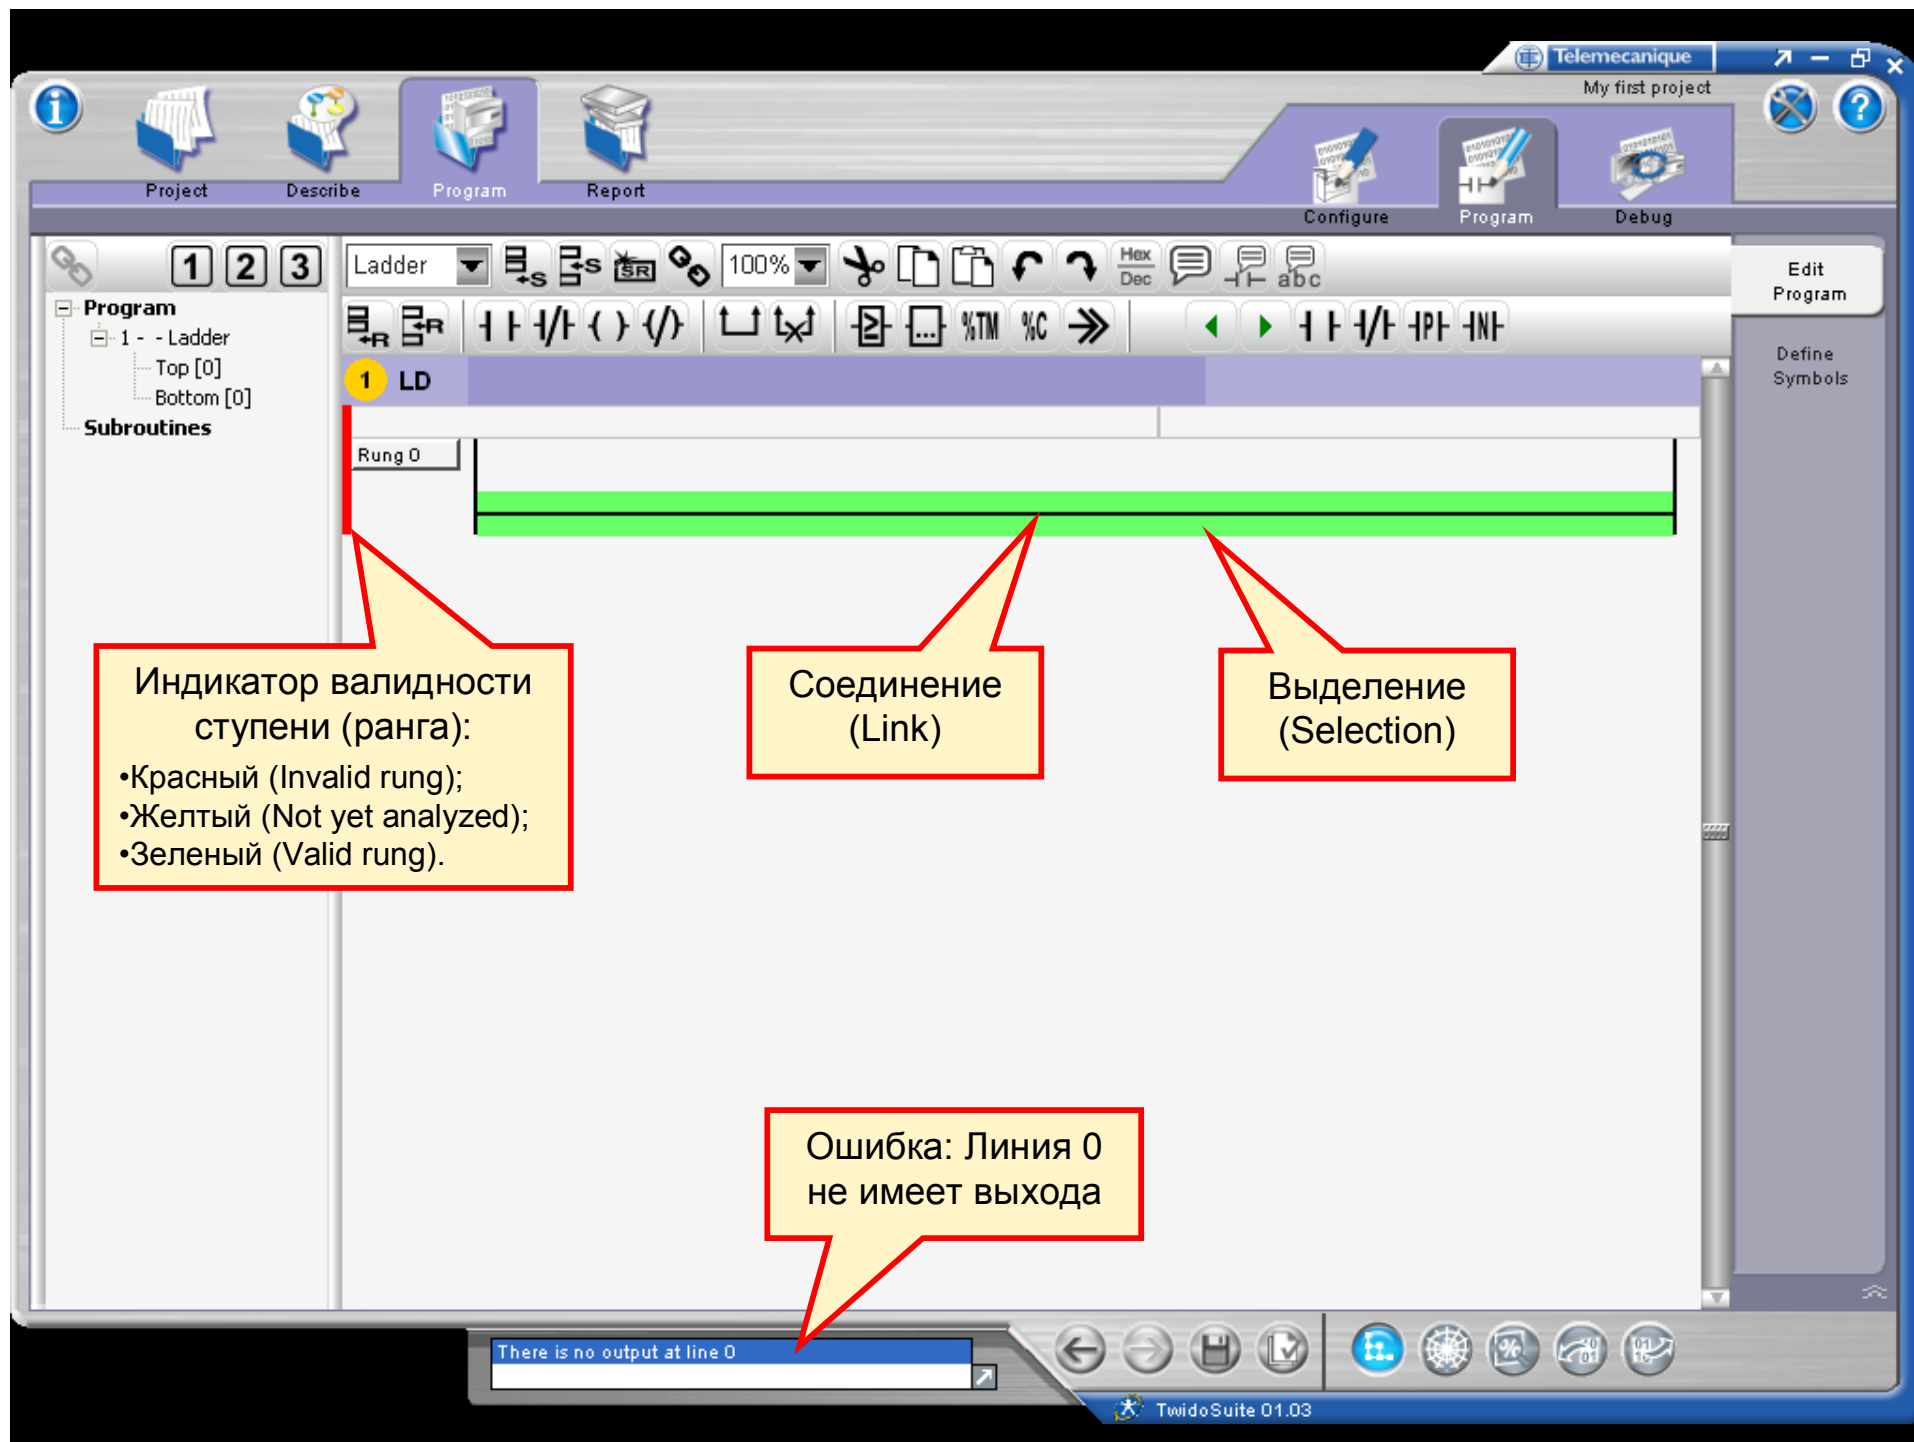 Telemecanique
My first project
Project
Describe
Program
Report
Configure
Program
Debug
1 2 3
Ladder
S
S
SR
100%
Hex
Dec
abc
Edit
Program
Program
1 - - Ladder
Top [0]
Bottom [0]
Subroutines
R
R
%TM
%C
P
N
Define
Symbols
1 LD
Rung 0
Индикатор валидности
ступени (ранга):
•Красный (Invalid rung);
•Желтый (Not yet analyzed);
•Зеленый (Valid rung).
Соединение
(Link)
Выделение
(Selection)
Ошибка: Линия 0
не имеет выхода
There is no output at line 0
TwidoSuite 01.03